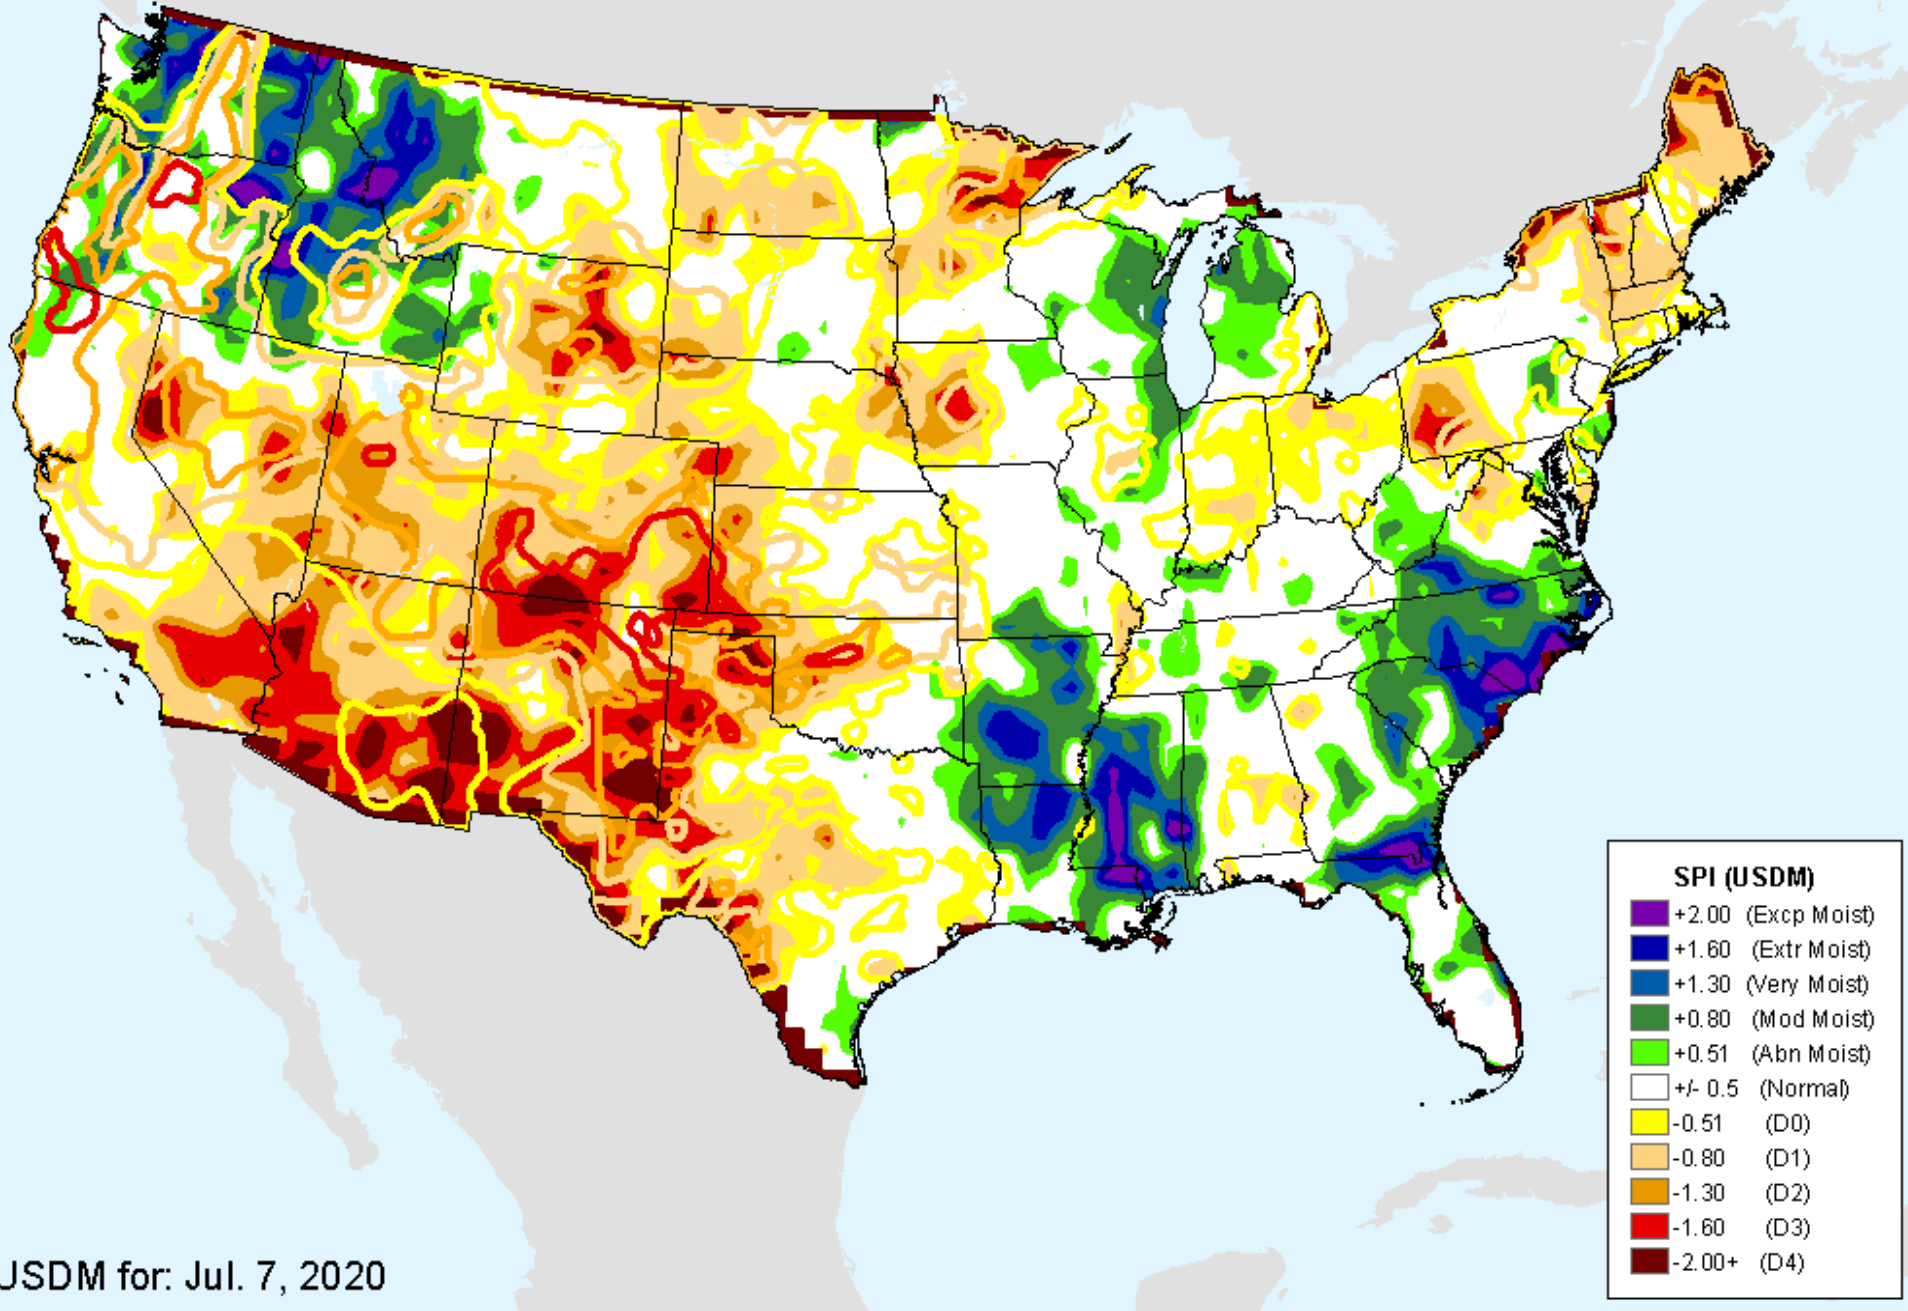 SPI (USDM)
+2.00 (Excp Moist)
+1.60 (Extr Moist)
+1.30 (Very Moist)
+0.80 (Mod Moist)
+0.51 (Abn Moist)
+/- 0.5 (Normal)
-0.51 (D0)
-0.80 (D1)
-1.30 (D2)
-1.60 (D3)
-2.00+ (D4)
USDM for: Jul. 7, 2020